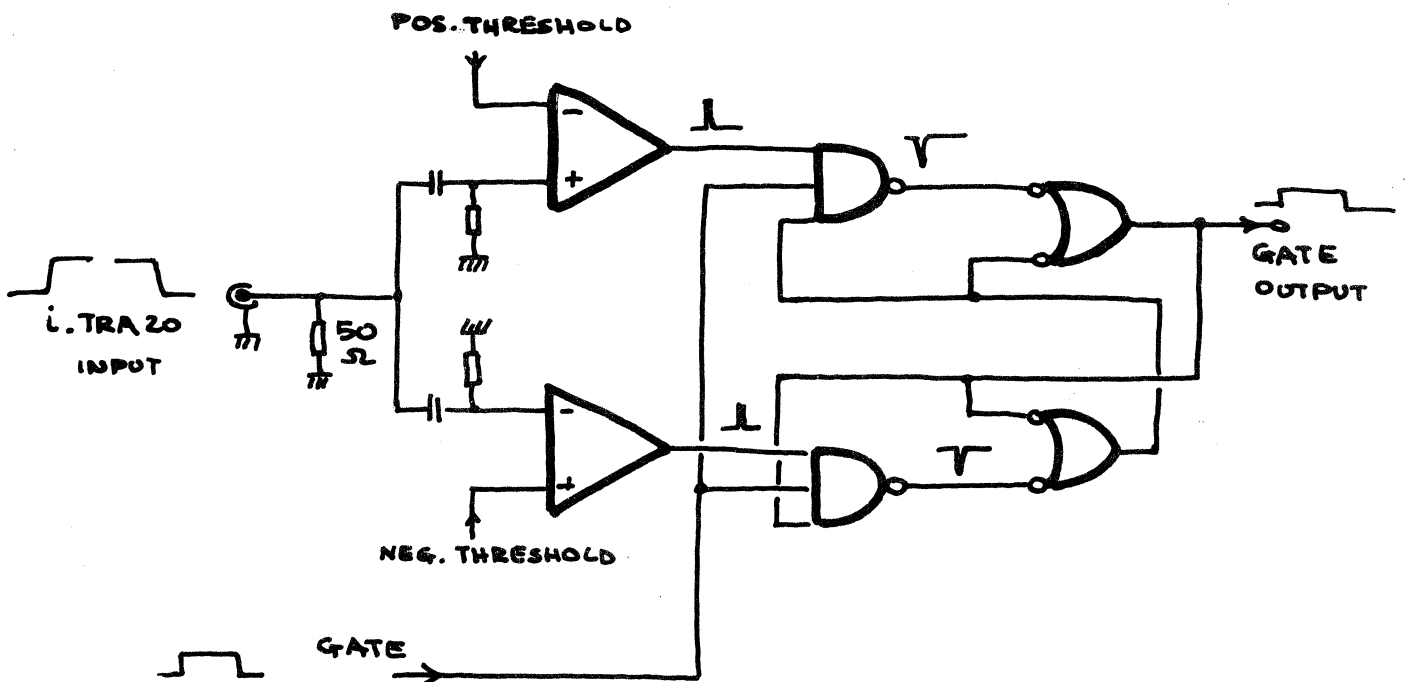 POS. THRESHOLD
-
+
i. TRA 20
INPUT
50
Ω
GATE
OUTPUT
-
+
NEG. THRESHOLD
GATE